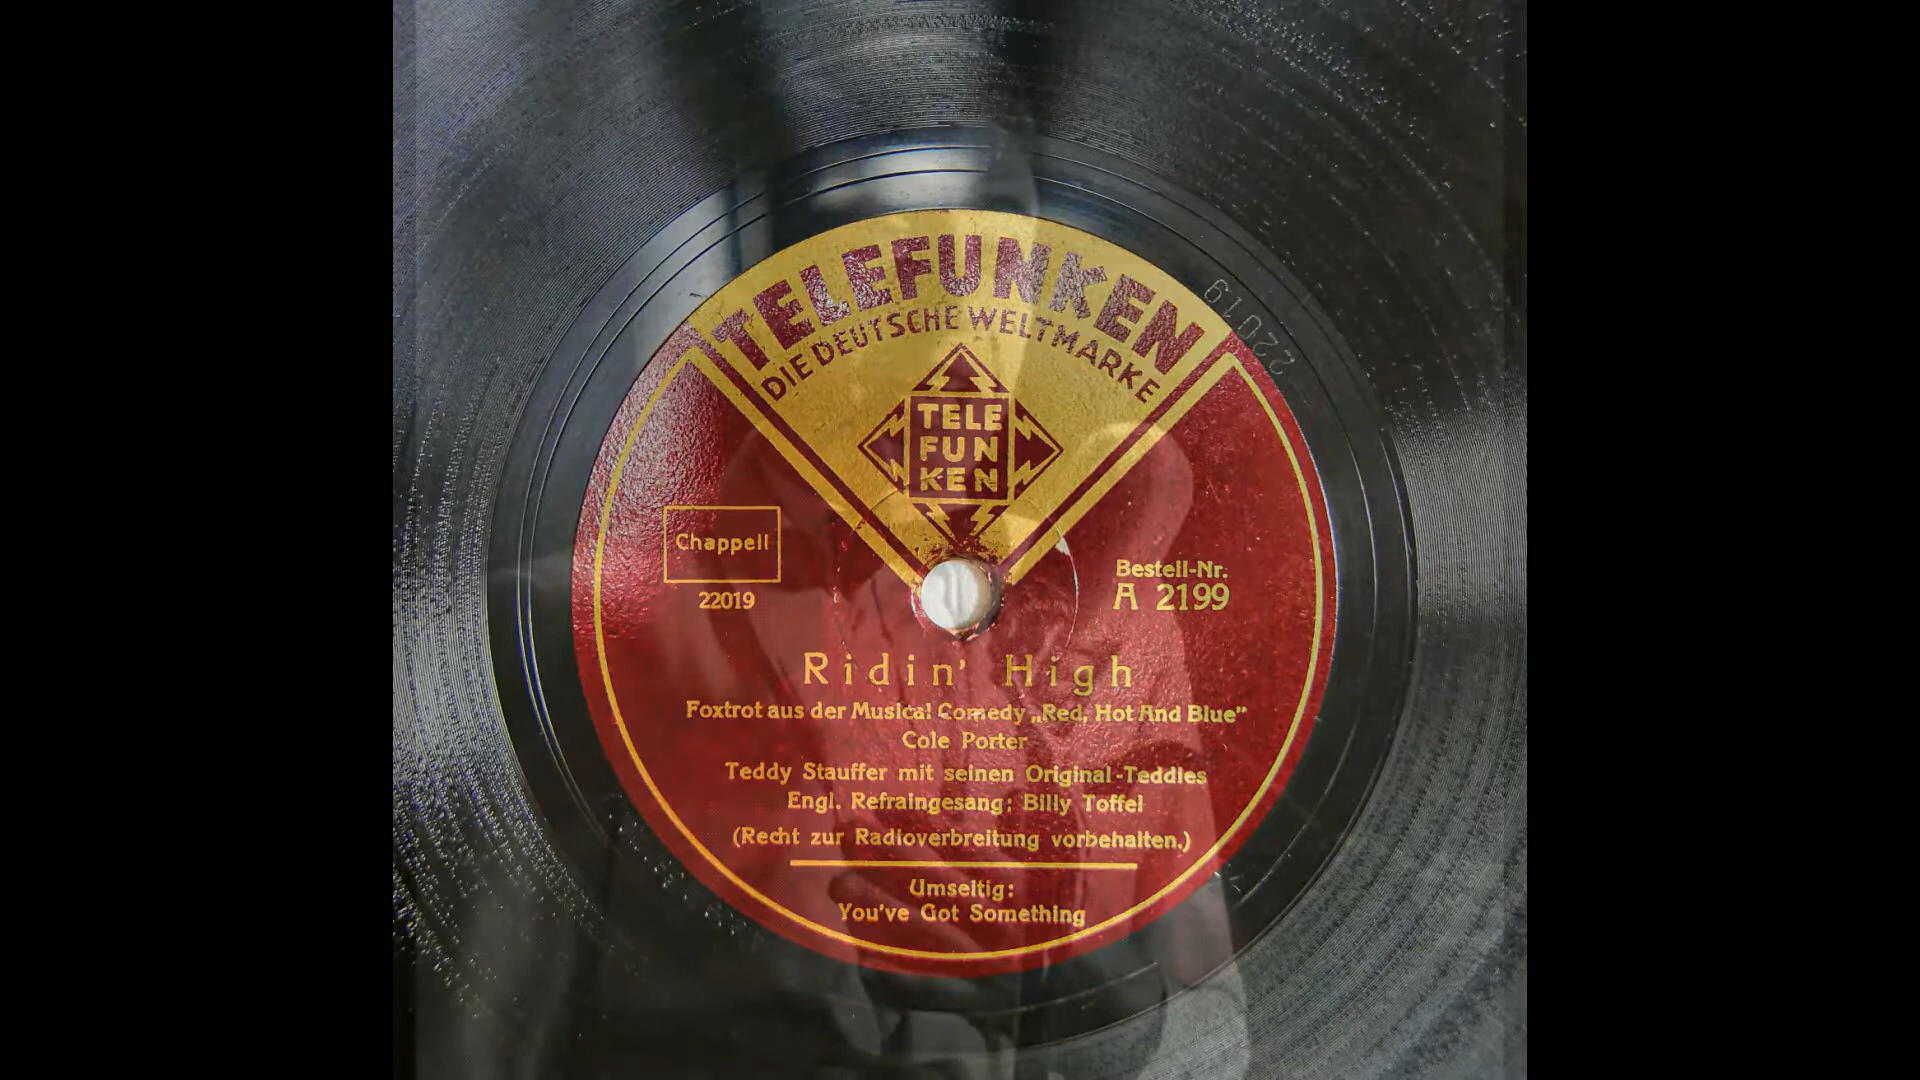 TELEFUNKEN
DIE DEUTSCHE WELTMARKE
TELE
FUN
KEN
22019
Chappell
22019
Bestell-Nr.
A 2199
Ridin' High
Foxtrot aus der Musical Comedy „Red, Hot And Blue”
Cole Porter
Teddy Stauffer mit seinen Original-Teddies
Engl. Refraingesang: Billy Toffel
(Recht zur Radioverbreitung vorbehalten.)
Umseitig:
You've Got Something